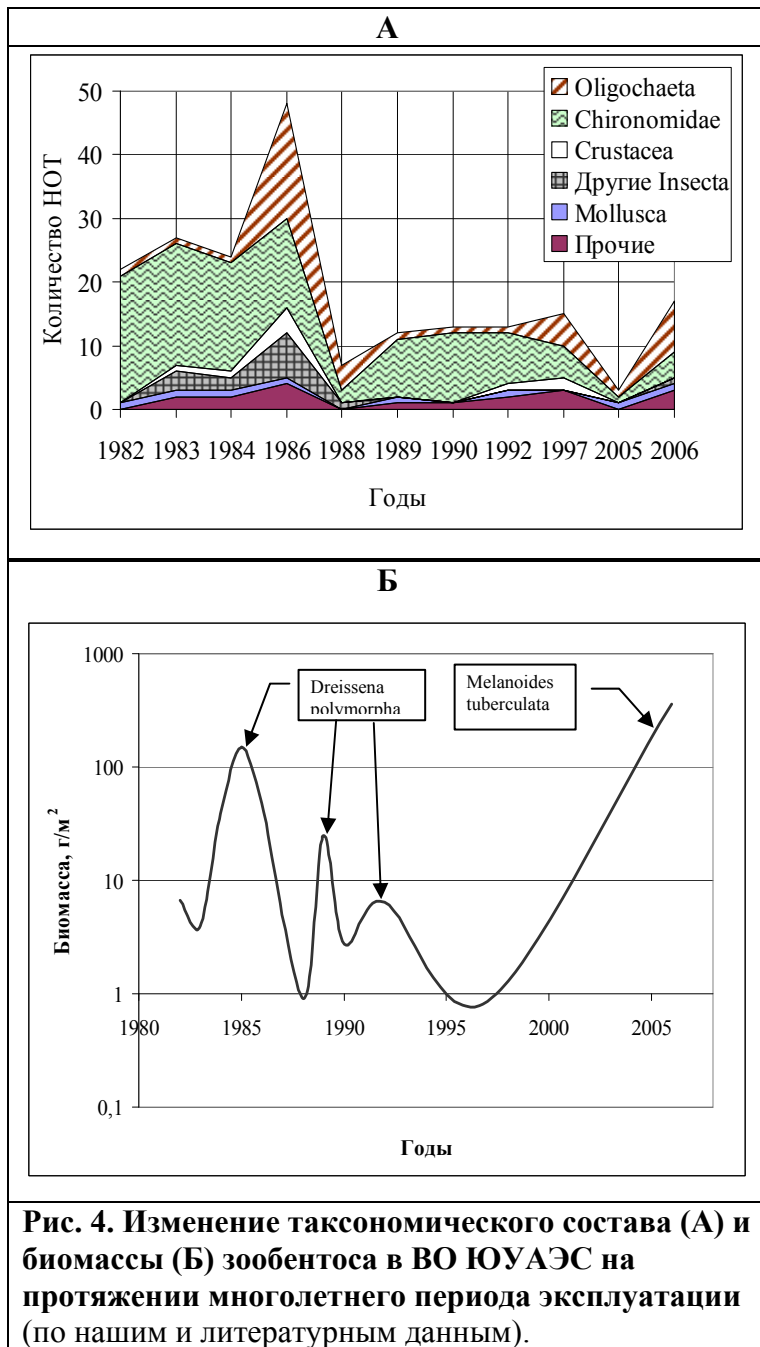 А
Количество НОТ
50
40
30
20
10
0
Oligochaeta
Chironomidae
Crustacea
Другие Insecta
Mollusca
Прочие
1982 1983 1984 1986 1988 1989 1990 1992 1997 2005 2006
Годы
Б
Биомасса, г/м²
1000
100
10
1
0,1
Dreissena
polymorpha
Melanoides
tuberculata
1980 1985 1990 1995 2000 2005
Годы
Рис. 4. Изменение таксономического состава (А) и
биомассы (Б) зообентоса в ВО ЮУАЭС на
протяжении многолетнего периода эксплуатации
(по нашим и литературным данным).